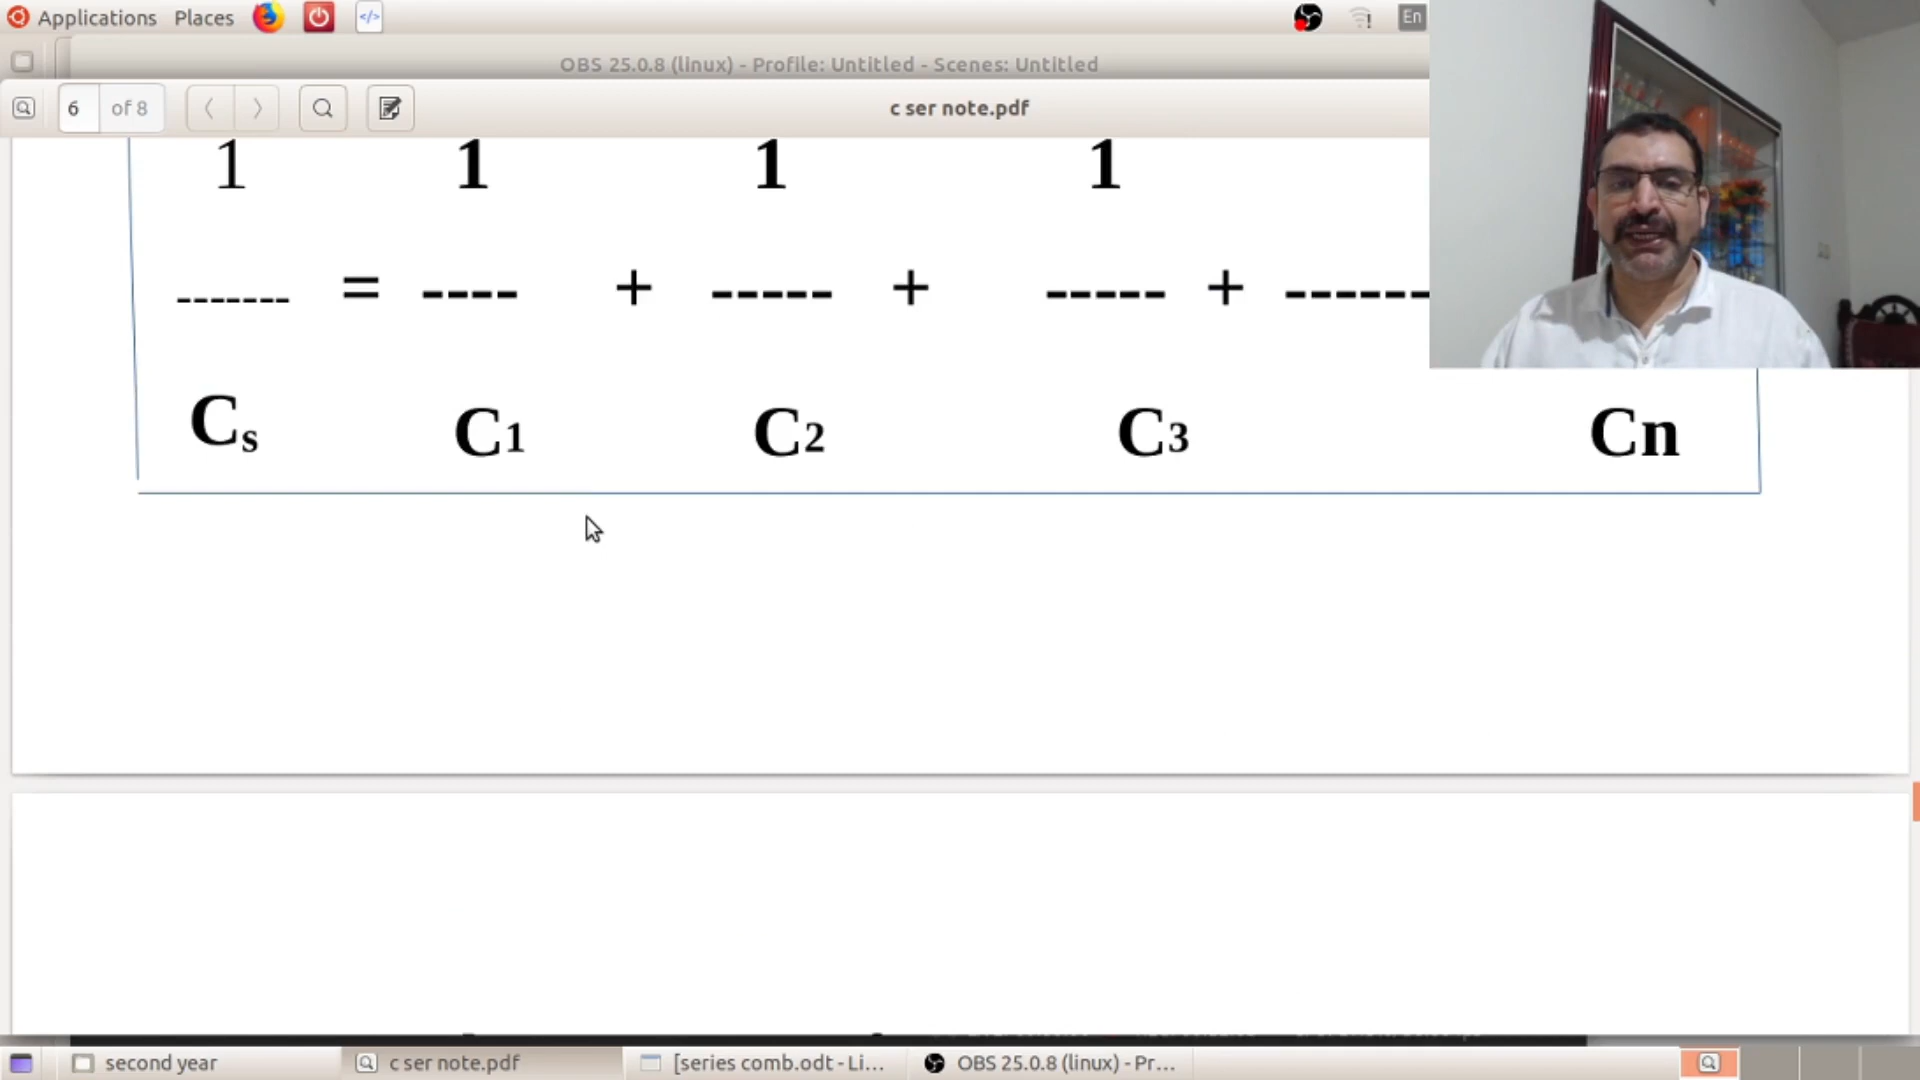 Applications Places </> En
OBS 25.0.8 (linux) - Profile: Untitled - Scenes: Untitled
6 of 8 c ser note.pdf
1 1 1 1
------- = ---- + ----- + ----- + ------
Cs C1 C2 C3 Cn
second year c ser note.pdf [series comb.odt - Li... OBS 25.0.8 (linux) - Pr...